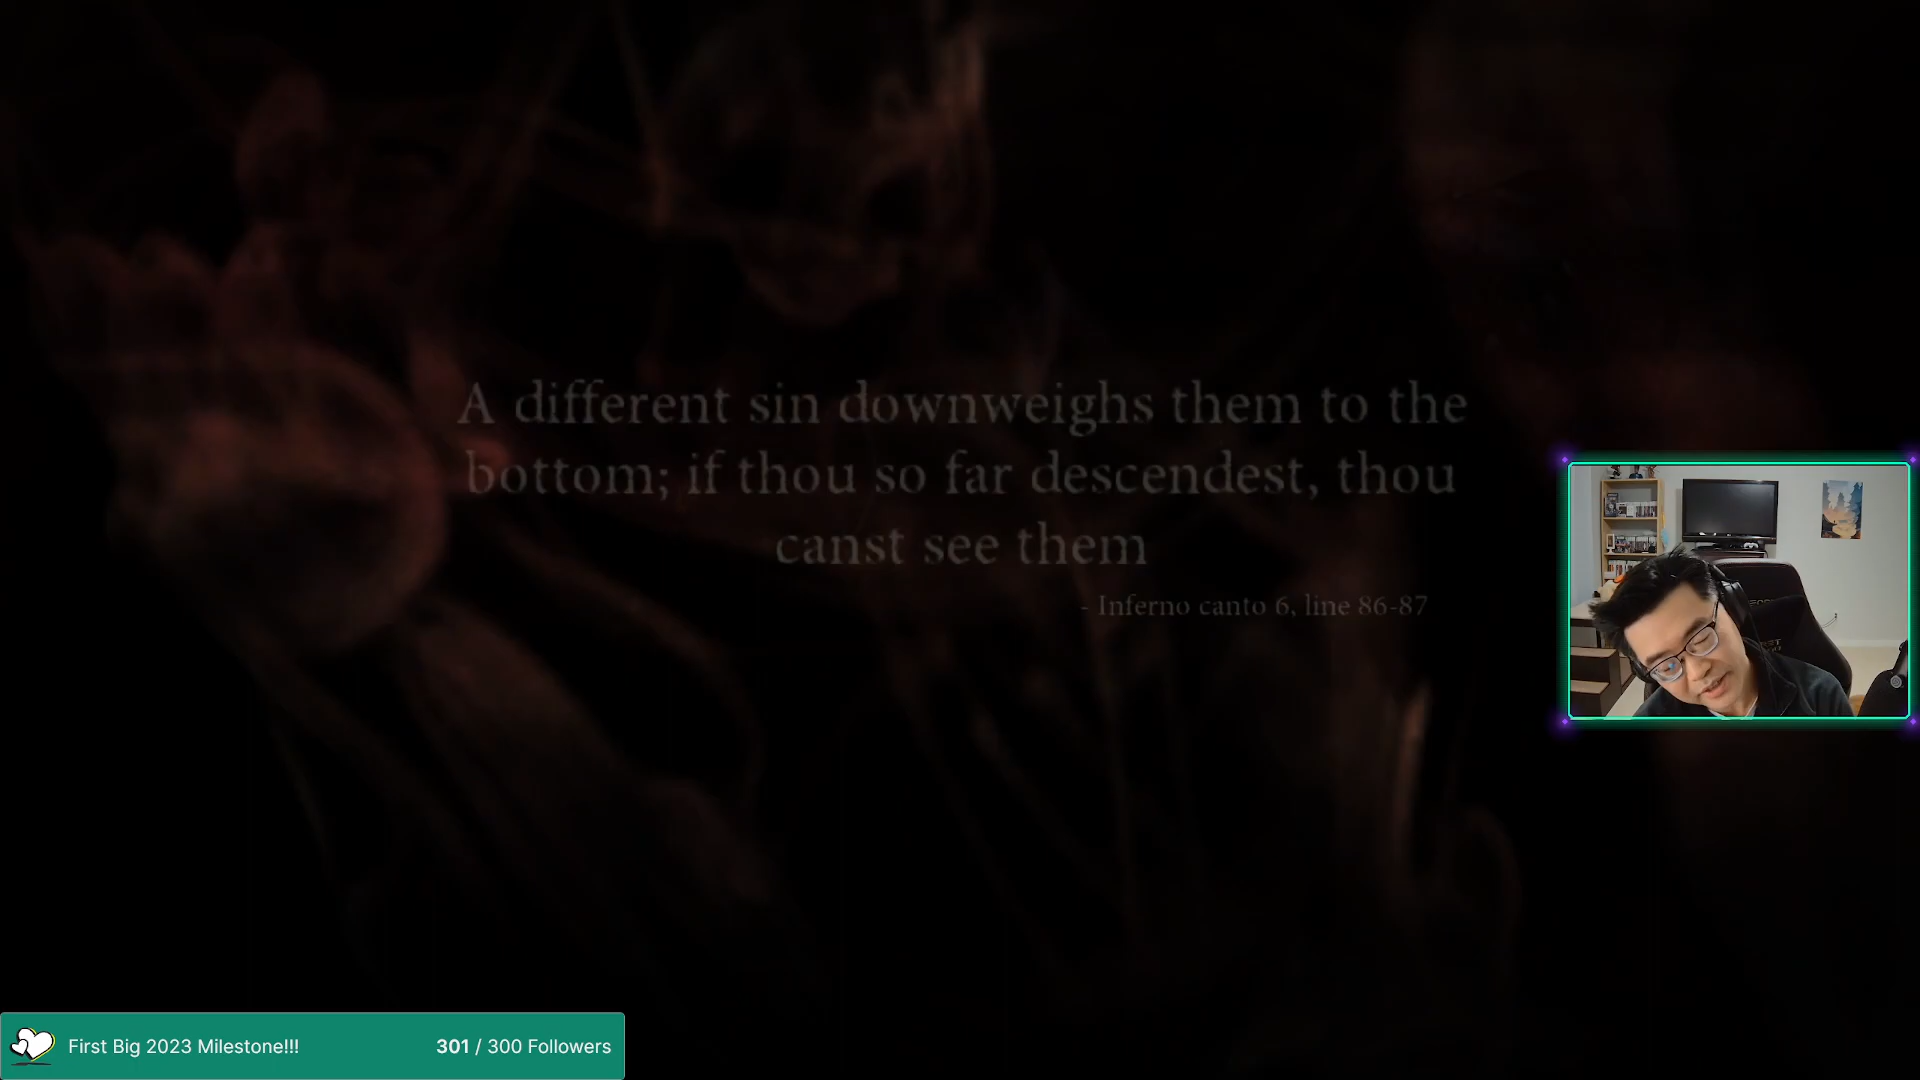 A different sin downweighs them to the
bottom; if thou so far descendest, thou
canst see them
- Inferno canto 6, line 86-87
First Big 2023 Milestone!!!
301 / 300 Followers